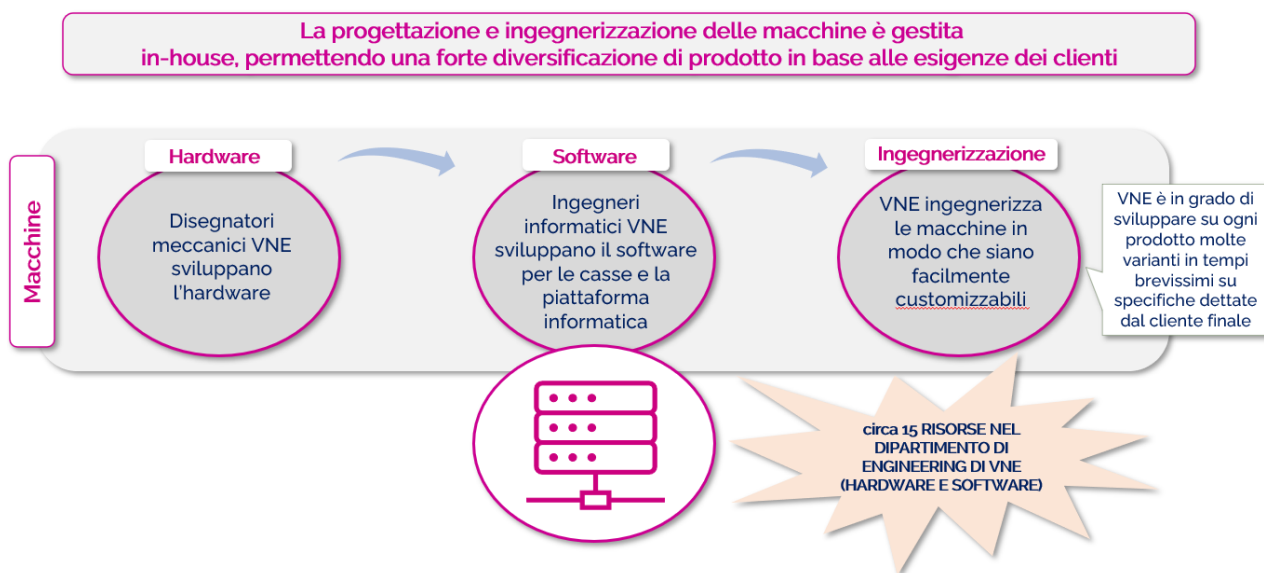 La progettazione e ingegnerizzazione delle macchine è gestita
in-house, permettendo una forte diversificazione di prodotto in base alle esigenze dei clienti
Macchine
Hardware
Disegnatori
meccanici VNE
sviluppano
l'hardware
Software
Ingegneri
informatici VNE
sviluppano il software
per le casse e la
piattaforma
informatica
Ingegnerizzazione
VNE ingegnerizza
le macchine in
modo che siano
facilmente
customizzabili
VNE è in grado di
sviluppare su ogni
prodotto molte
varianti in tempi
brevissimi su
specifiche dettate
dal cliente finale
circa 15 RISORSE NEL
DIPARTIMENTO DI
ENGINEERING DI VNE
(HARDWARE E SOFTWARE)